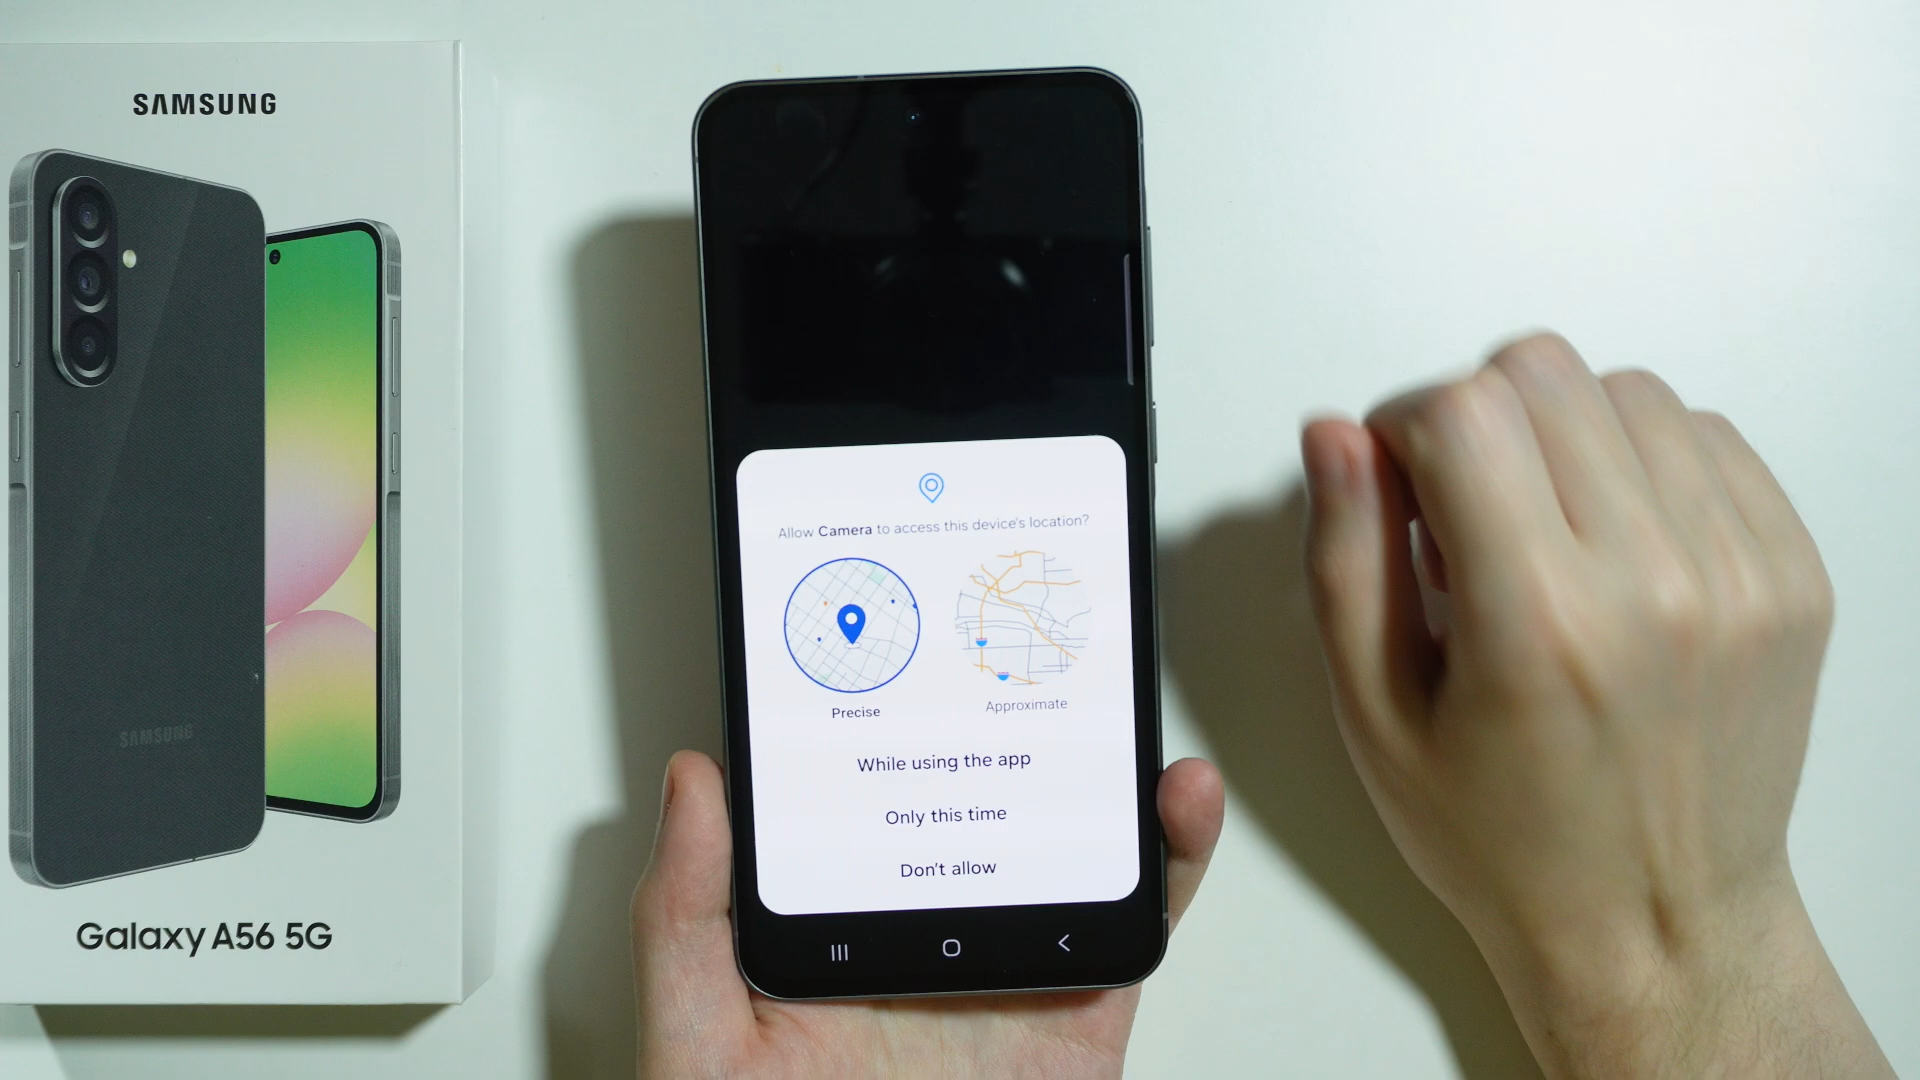 SAMSUNG
SAMSUNG
Galaxy A56 5G
Allow Camera to access this device's location?
Precise
Approximate
While using the app
Only this time
Don't allow